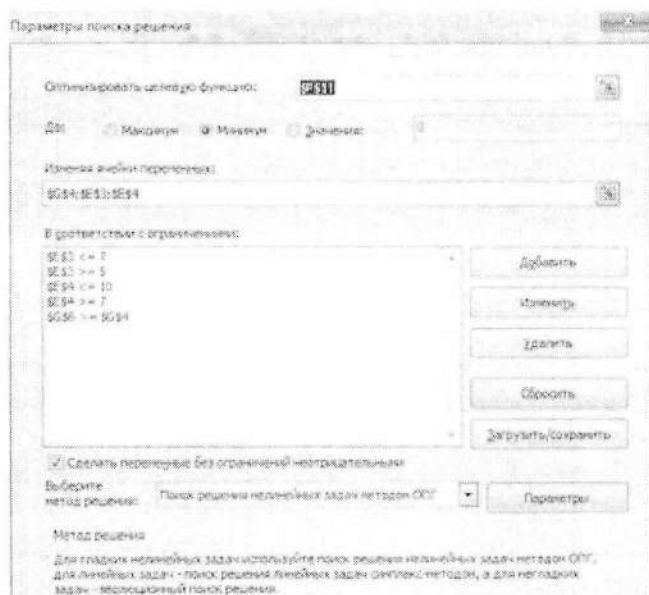 Параметры поиска решения
Оптимизировать целевую функцию:
До: Максимум Минимум Значения: 0
Изменяя ячейки переменных:
$G$4;$E$3;$E$4
В соответствии с ограничениями:
$E$3 <= 7
$E$3 >= 5
$E$4 <= 10
$E$4 >= 7
$G$6 >= $G$4
Добавить
Изменить
Удалить
Сбросить
Загрузить/сохранить
Сделать переменные без ограничений неотрицательными
Выберите
метод решения:
Поиск решения нелинейных задач методом ОПГ
Параметры
Метод решения
Для гладких нелинейных задач используйте поиск решения нелинейных задач методом ОПГ,
для линейных задач - поиск решения линейных задач симплекс-методом, а для негладких
задач - эволюционный поиск решения.